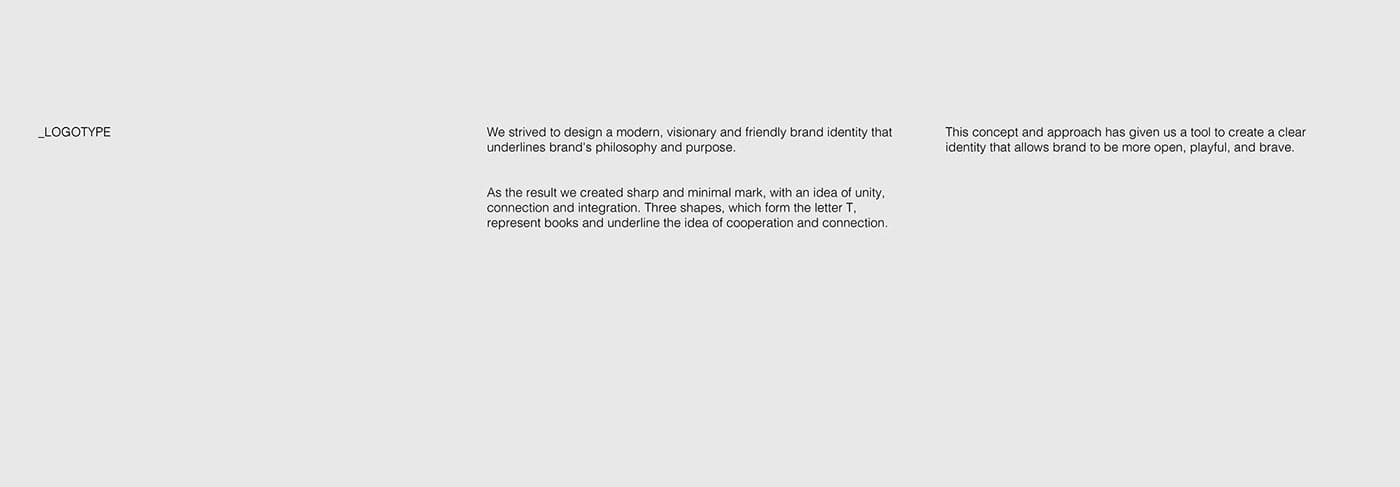 _LOGOTYPE
We strived to design a modern, visionary and friendly brand identity that
underlines brand's philosophy and purpose.
As the result we created sharp and minimal mark, with an idea of unity,
connection and integration. Three shapes, which form the letter T,
represent books and underline the idea of cooperation and connection.
This concept and approach has given us a tool to create a clear
identity that allows brand to be more open, playful, and brave.